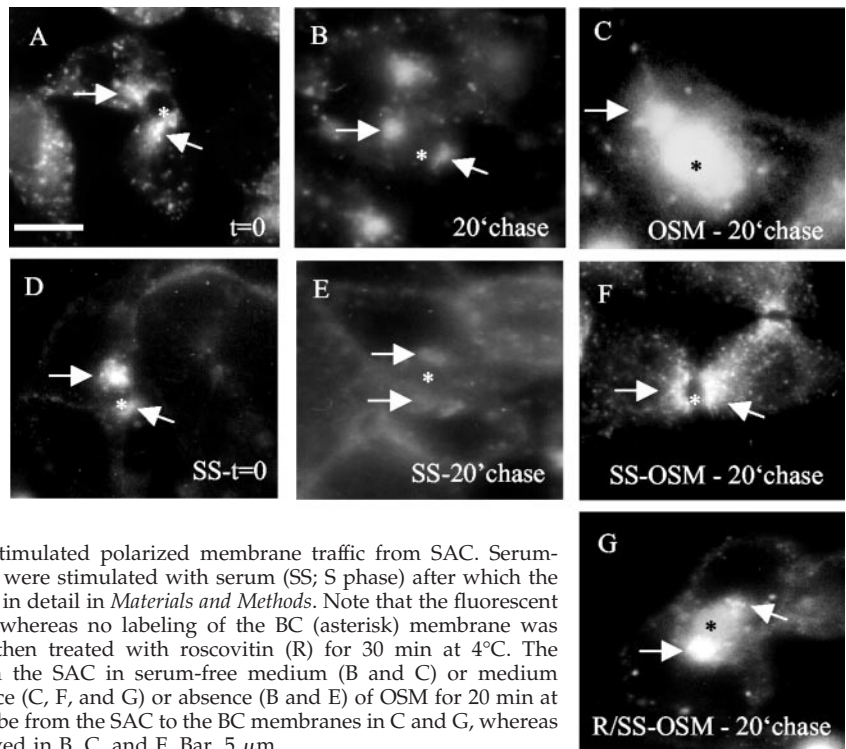 A
t=0
B
20'chase
C
OSM - 20'chase
D
SS-t=0
E
SS-20'chase
F
SS-OSM - 20'chase
G
R/SS-OSM - 20'chase
stimulated polarized membrane traffic from SAC. Serum-
were stimulated with serum (SS; S phase) after which the
in detail in Materials and Methods. Note that the fluorescent
whereas no labeling of the BC (asterisk) membrane was
then treated with roscovitin (R) for 30 min at 4°C. The
the SAC in serum-free medium (B and C) or medium
ce (C, F, and G) or absence (B and E) of OSM for 20 min at
be from the SAC to the BC membranes in C and G, whereas
ved in B, C, and F. Bar, 5 μm.